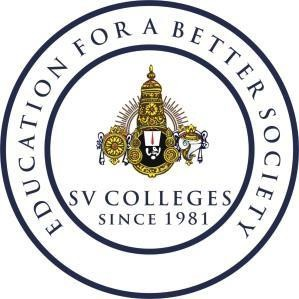 EDUCATION FOR A BETTER SOCIETY
SV COLLEGES
SINCE 1981